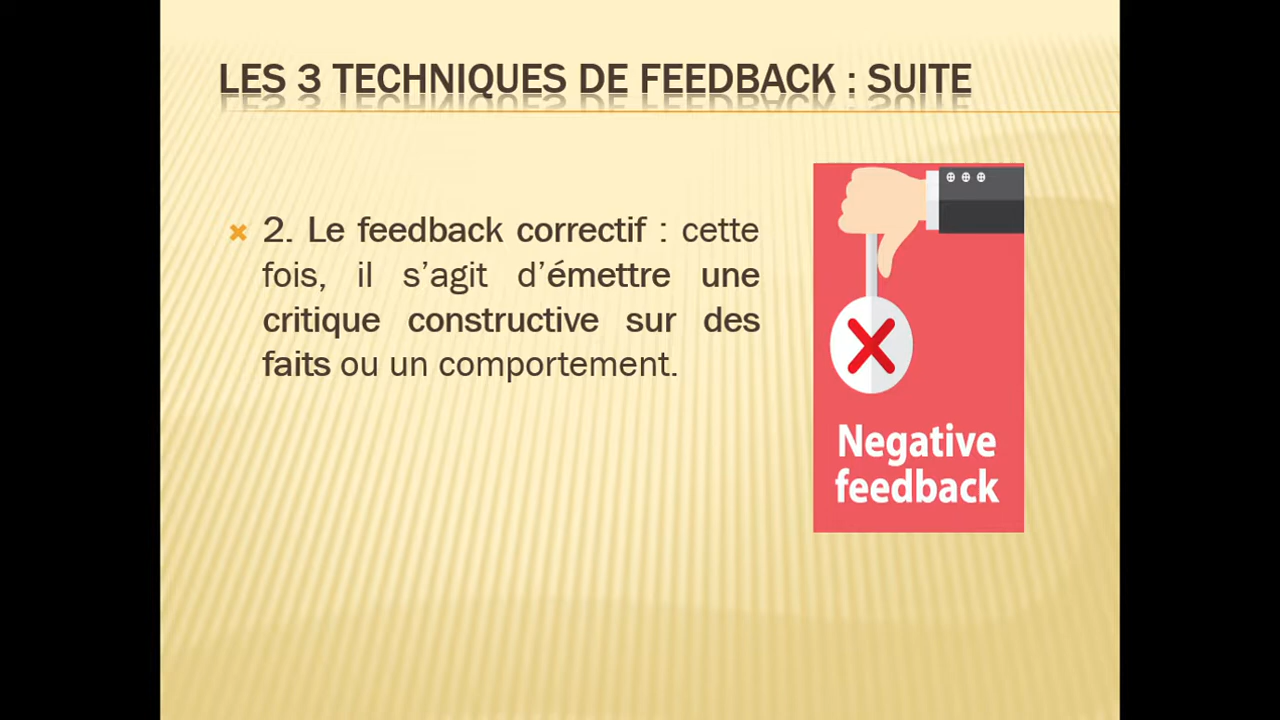 LES 3 TECHNIQUES DE FEEDBACK : SUITE
2. Le feedback correctif : cette
fois, il s’agit d’émettre une
critique constructive sur des
faits ou un comportement.
Negative
feedback